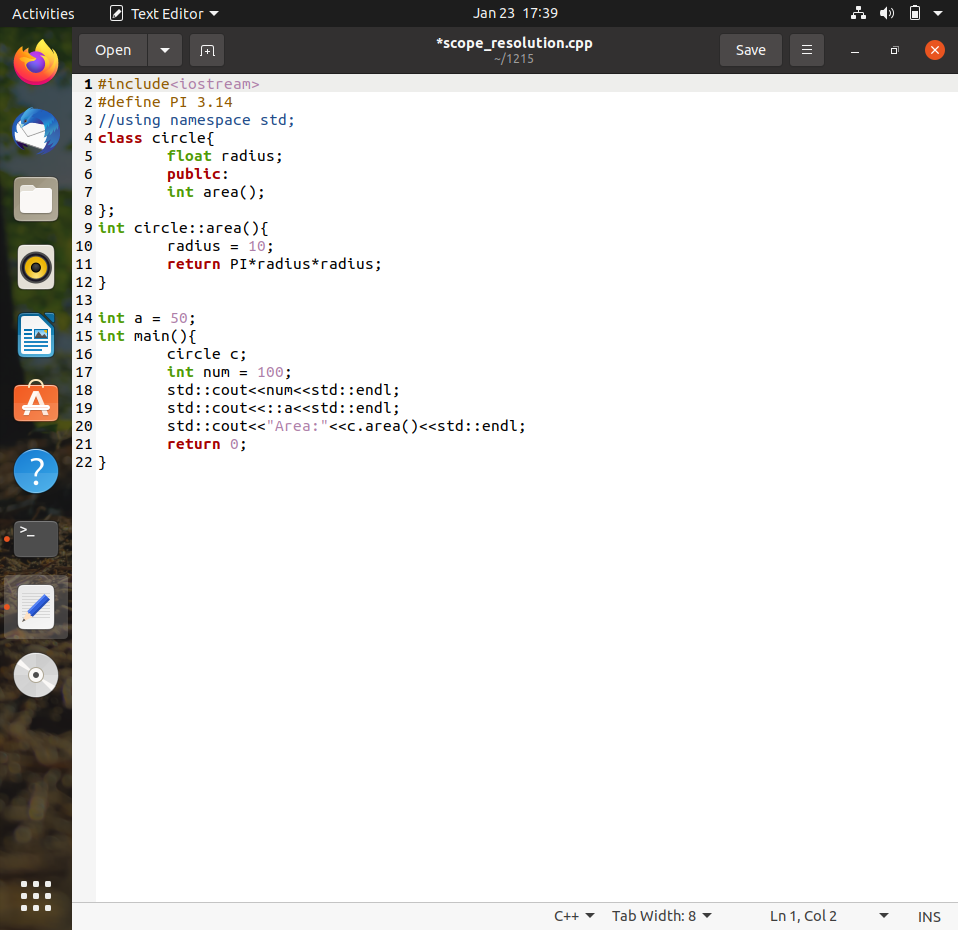 Activities Text Editor Jan 23 17:39
Open *scope_resolution.cpp Save
~/1215
1 #include<iostream>
2 #define PI 3.14
3 //using namespace std;
4 class circle{
5 float radius;
6 public:
7 int area();
8 };
9 int circle::area(){
10 radius = 10;
11 return PI*radius*radius;
12 }
13
14 int a = 50;
15 int main(){
16 circle c;
17 int num = 100;
18 std::cout<<num<<std::endl;
19 std::cout<<::a<<std::endl;
20 std::cout<<"Area:"<<c.area()<<std::endl;
21 return 0;
22 }
C++ Tab Width: 8 Ln 1, Col 2 INS